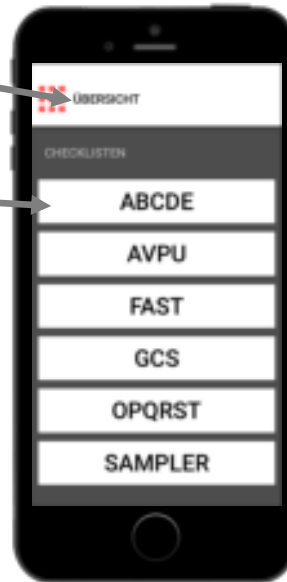 ÜBERSICHT
CHECKLISTEN
ABCDE
AVPU
FAST
GCS
OPQRST
SAMPLER